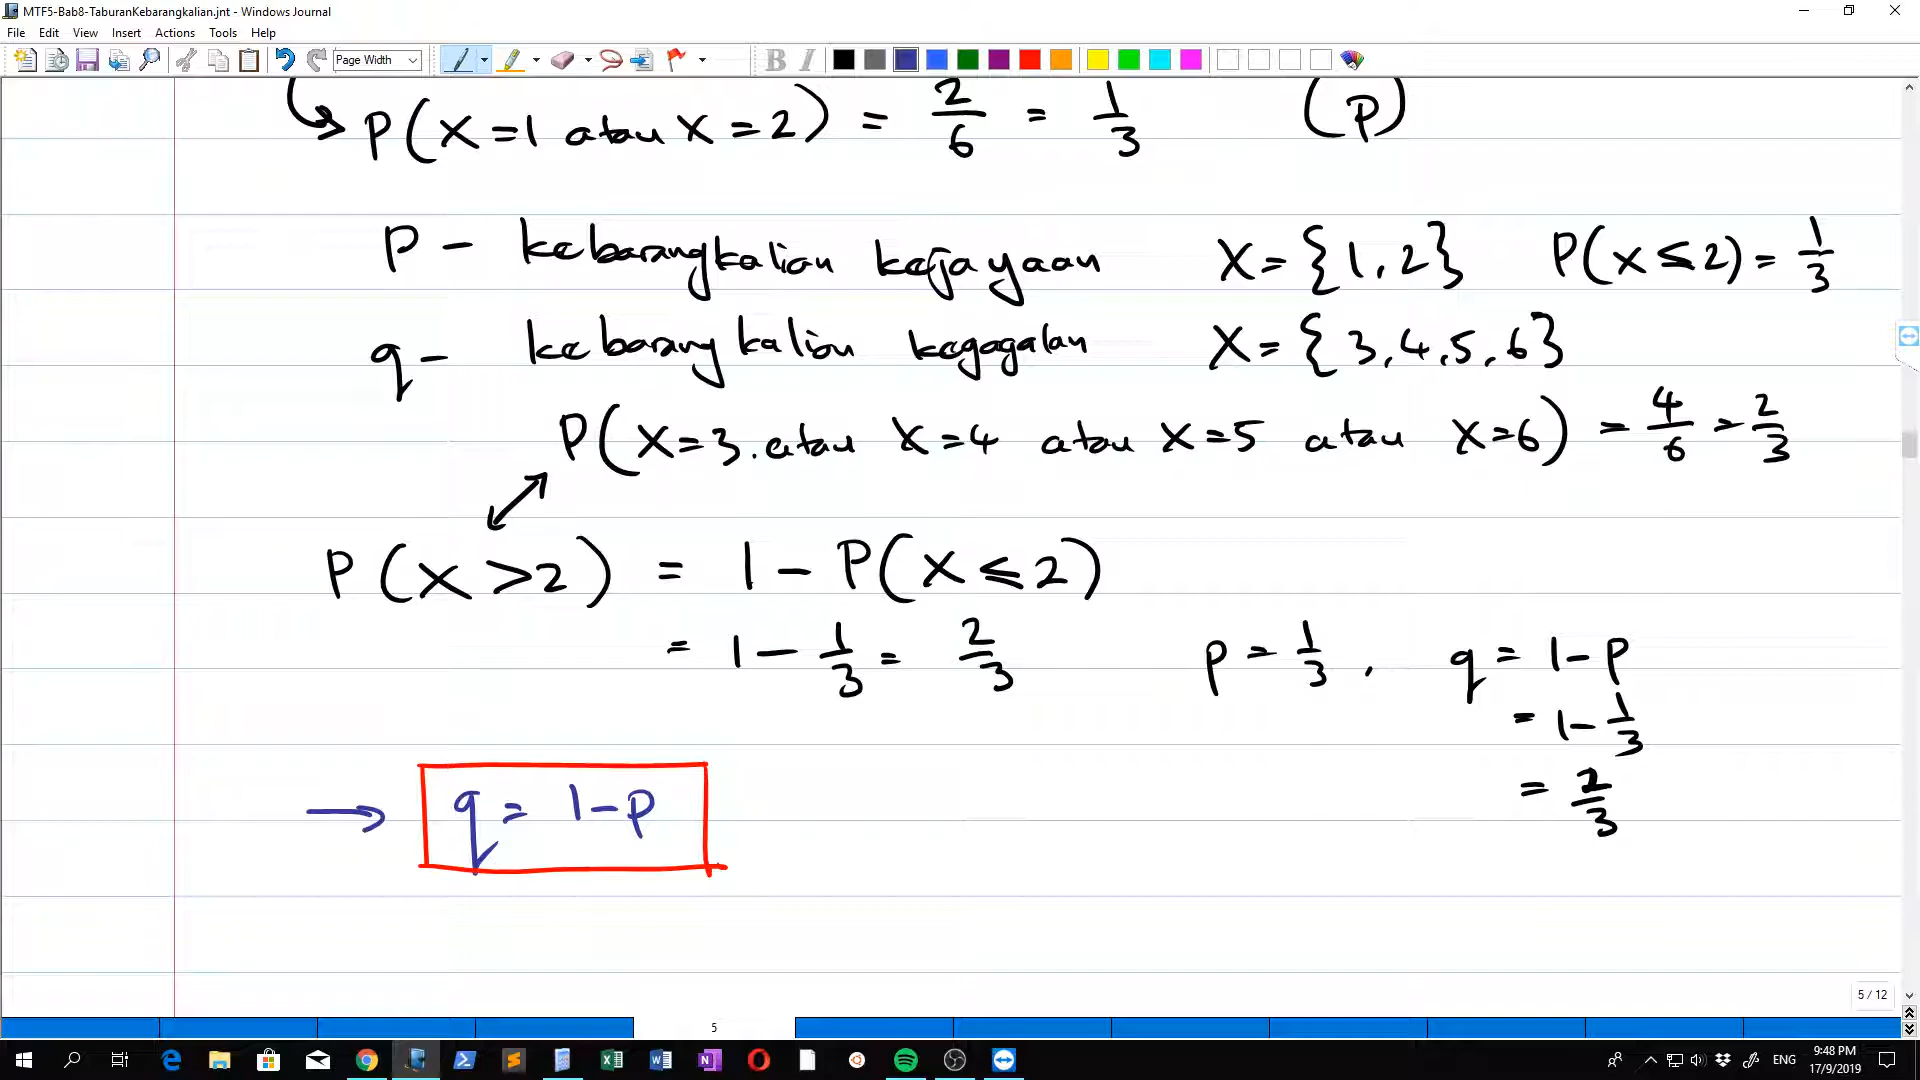 MTF5-Bab8-TaburanKebarangkalian.jnt - Windows Journal
File Edit View Insert Actions Tools Help
Page Width
B I
P(X=1 atau X=2) = 2/6 = 1/3 (p)
P – kebarangkalian kejayaan X = {1, 2} P(X ≤ 2) = 1/3
q – kebarangkalian kegagalan X = {3, 4, 5, 6}
P(X=3 atau X=4 atau X=5 atau X=6) = 4/6 = 2/3
P(X > 2) = 1 – P(X ≤ 2)
= 1 – 1/3 = 2/3
p = 1/3 , q = 1 – p
= 1 – 1/3
= 2/3
→ q = 1 – p
5 / 12
5
ENG
9:48 PM
17/9/2019